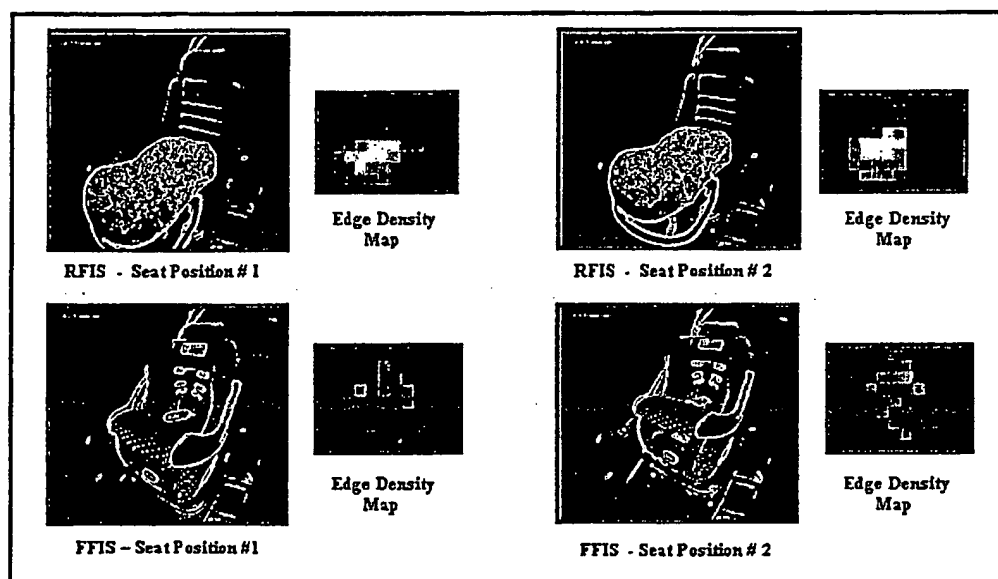 Edge Density
Map
RFIS - Seat Position # 1
Edge Density
Map
RFIS - Seat Position # 2
Edge Density
Map
FFIS – Seat Position #1
Edge Density
Map
FFIS - Seat Position # 2